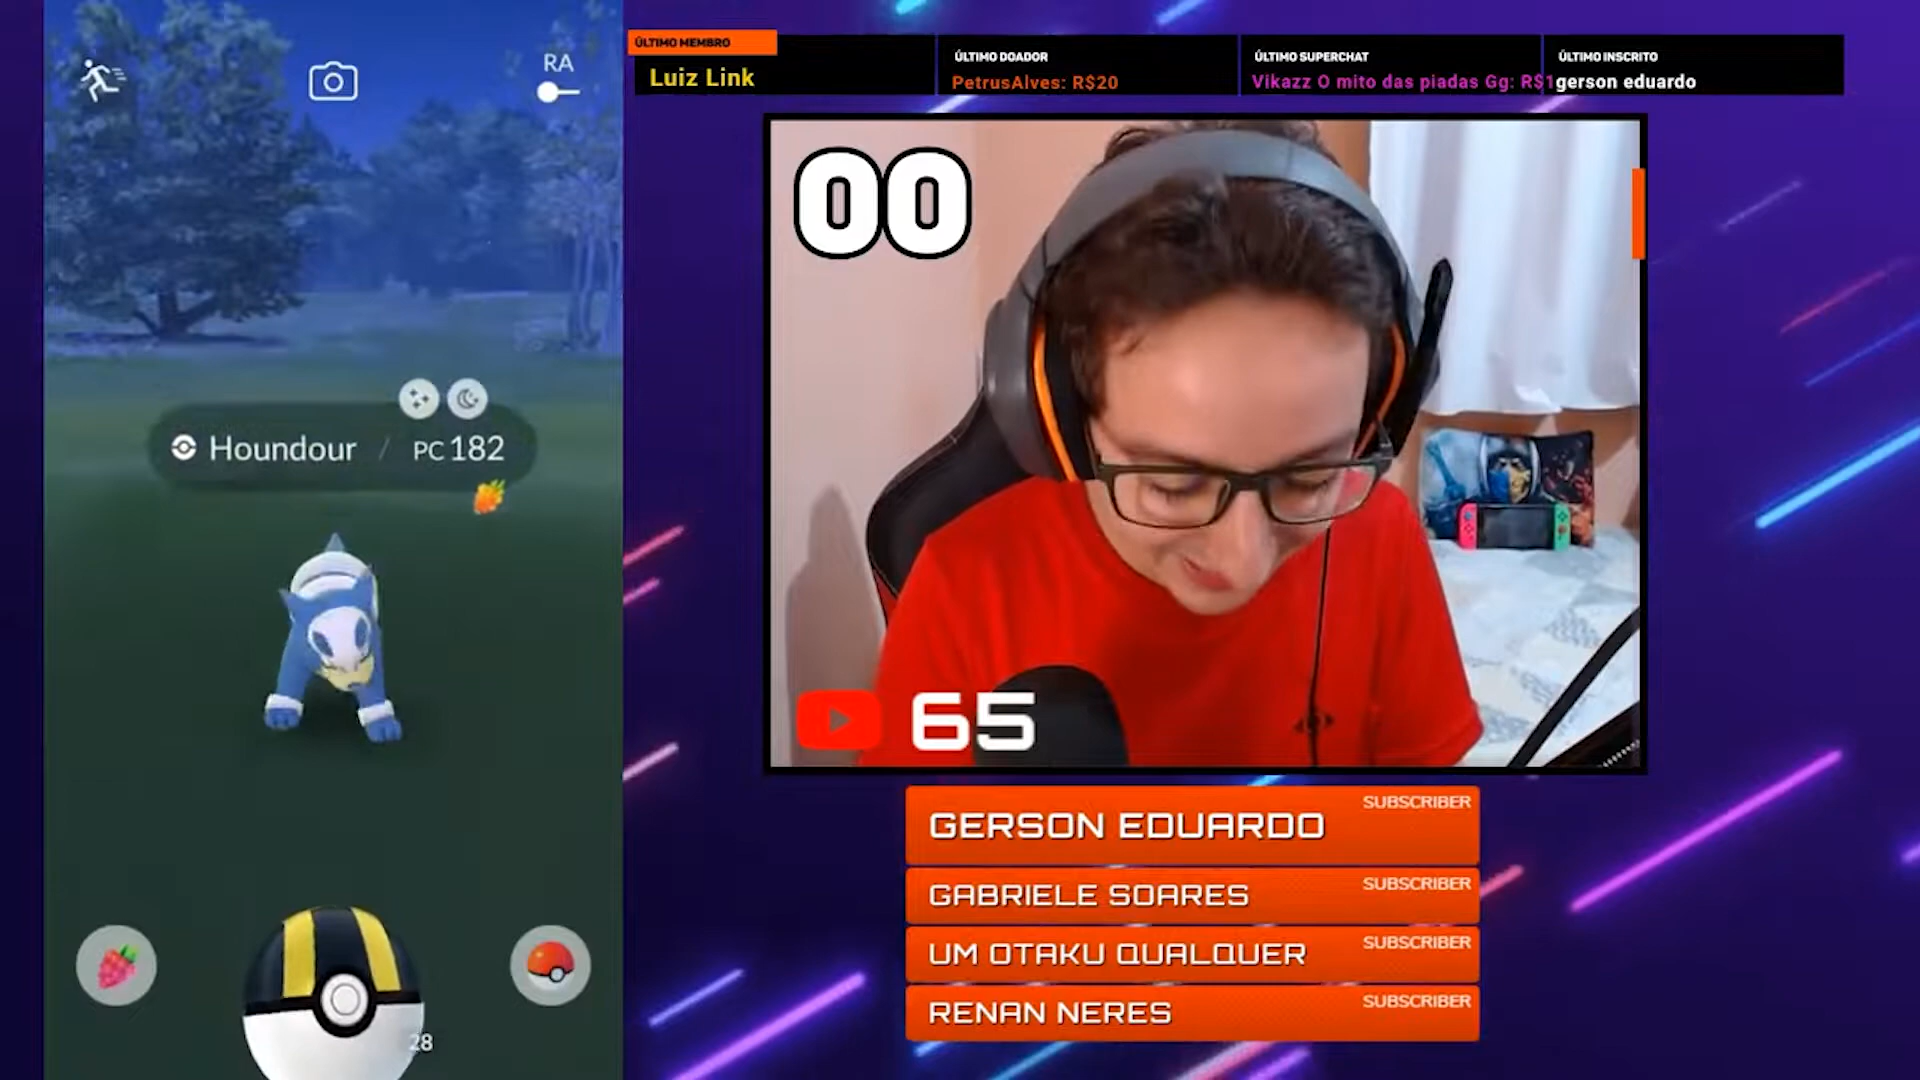 RA
Houndour / PC 182
28
ÚLTIMO MEMBRO
Luiz Link
ÚLTIMO DOADOR
PetrusAlves: R$20
ÚLTIMO SUPERCHAT
Vikazz O mito das piadas Gg: R$1
ÚLTIMO INSCRITO
gerson eduardo
00
65
GERSON EDUARDO SUBSCRIBER
GABRIELE SOARES SUBSCRIBER
UM OTAKU QUALQUER SUBSCRIBER
RENAN NERES SUBSCRIBER